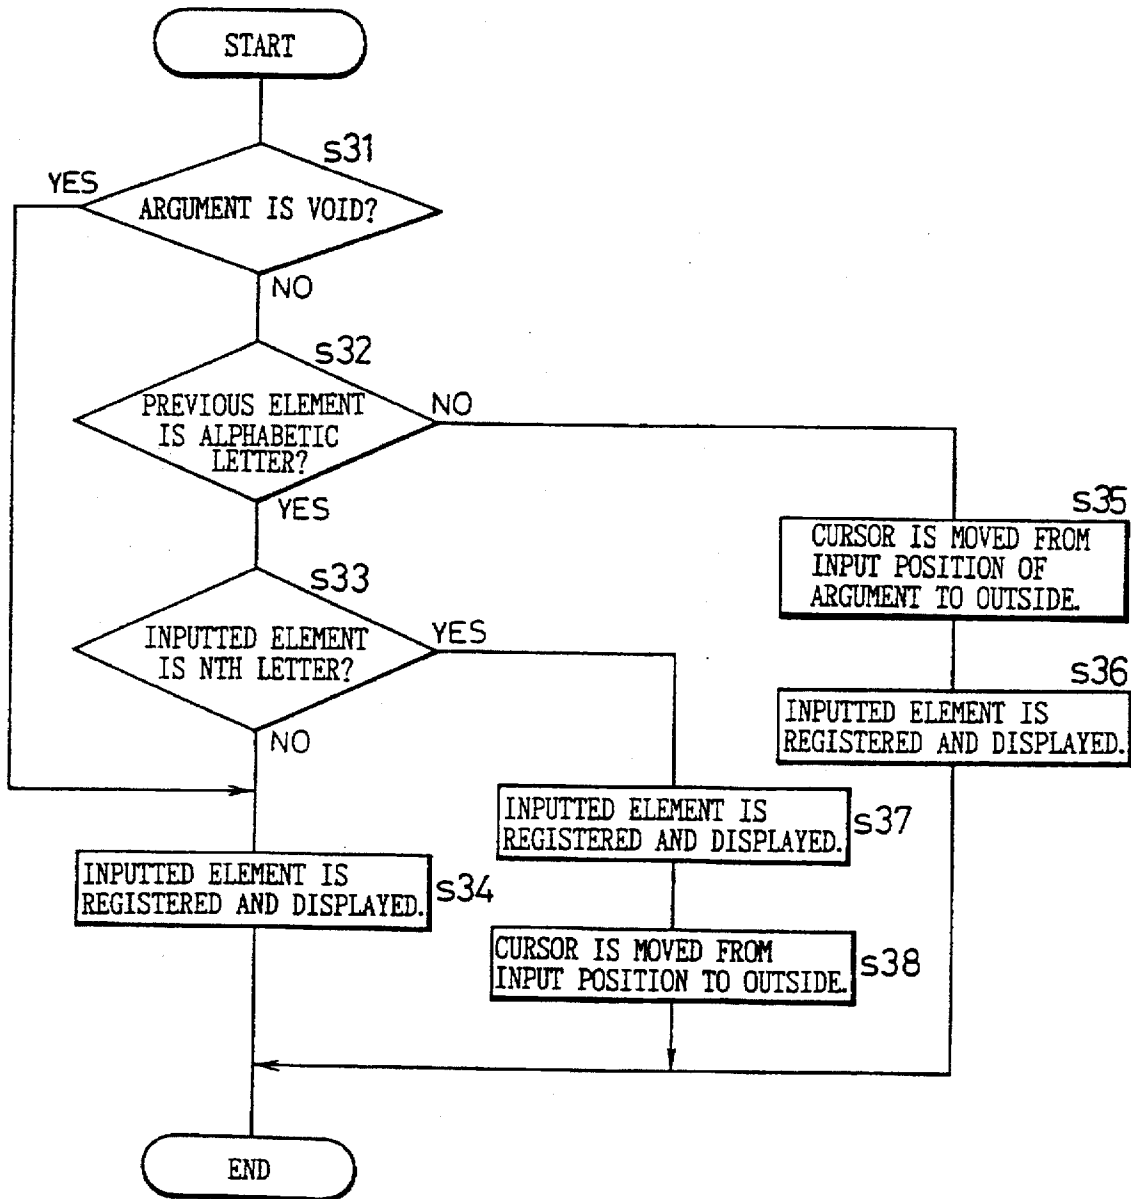 START
s31
YES
ARGUMENT IS VOID?
NO
s32
PREVIOUS ELEMENT
IS ALPHABETIC
LETTER?
NO
YES
s35
CURSOR IS MOVED FROM
INPUT POSITION OF
ARGUMENT TO OUTSIDE.
s33
INPUTTED ELEMENT
IS NTH LETTER?
YES
NO
s36
INPUTTED ELEMENT IS
REGISTERED AND DISPLAYED.
INPUTTED ELEMENT IS
REGISTERED AND DISPLAYED.
s37
INPUTTED ELEMENT IS
REGISTERED AND DISPLAYED.
s34
CURSOR IS MOVED FROM
INPUT POSITION TO OUTSIDE.
s38
END